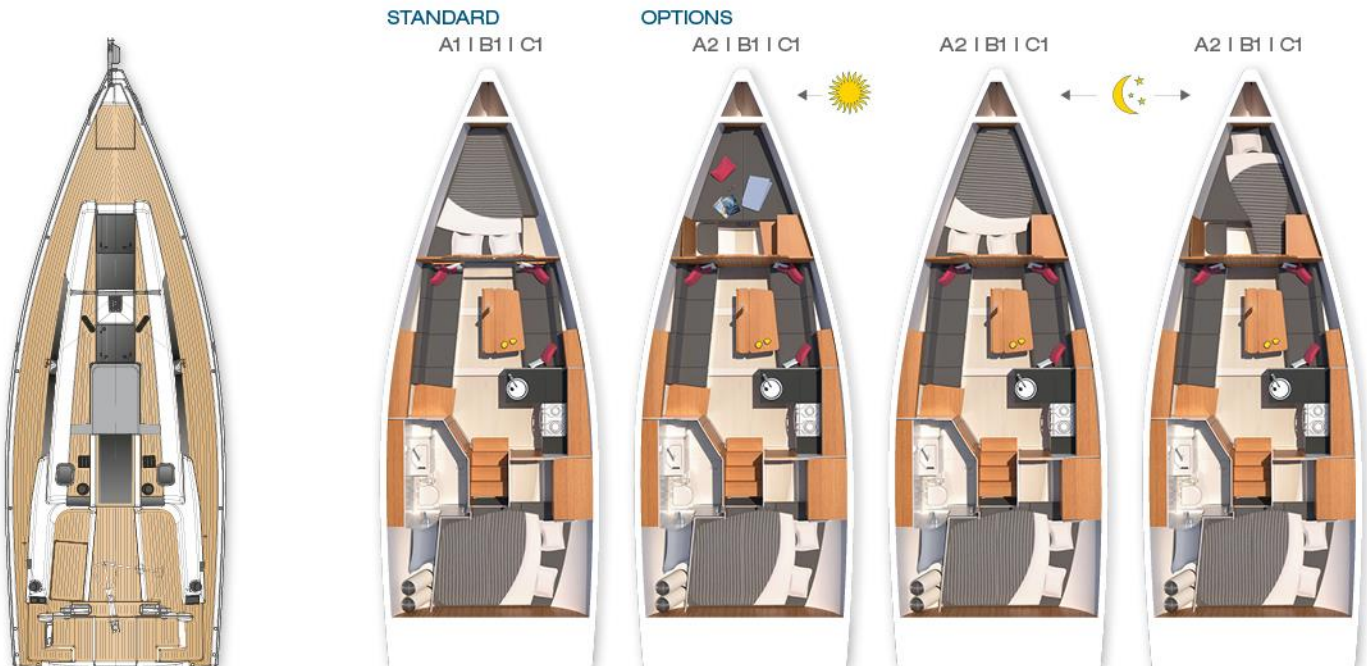 STANDARD
OPTIONS
A1 | B1 | C1
A2 | B1 | C1
A2 | B1 | C1
A2 | B1 | C1